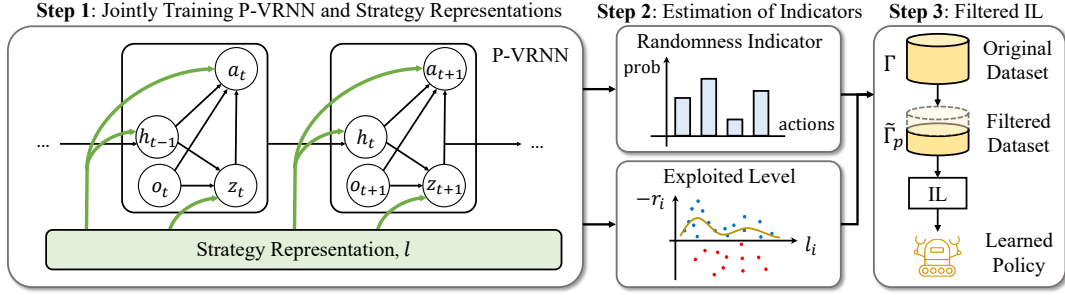 Step 1: Jointly Training P-VRNN and Strategy Representations
P-VRNN
a_t
a_{t+1}
...
h_{t-1}
h_t
...
o_t
z_t
o_{t+1}
z_{t+1}
Strategy Representation, l
Step 2: Estimation of Indicators
Randomness Indicator
prob
actions
Exploited Level
-r_i
l_i
Step 3: Filtered IL
Γ
Original
Dataset
Γ̃_p
Filtered
Dataset
IL
Learned
Policy